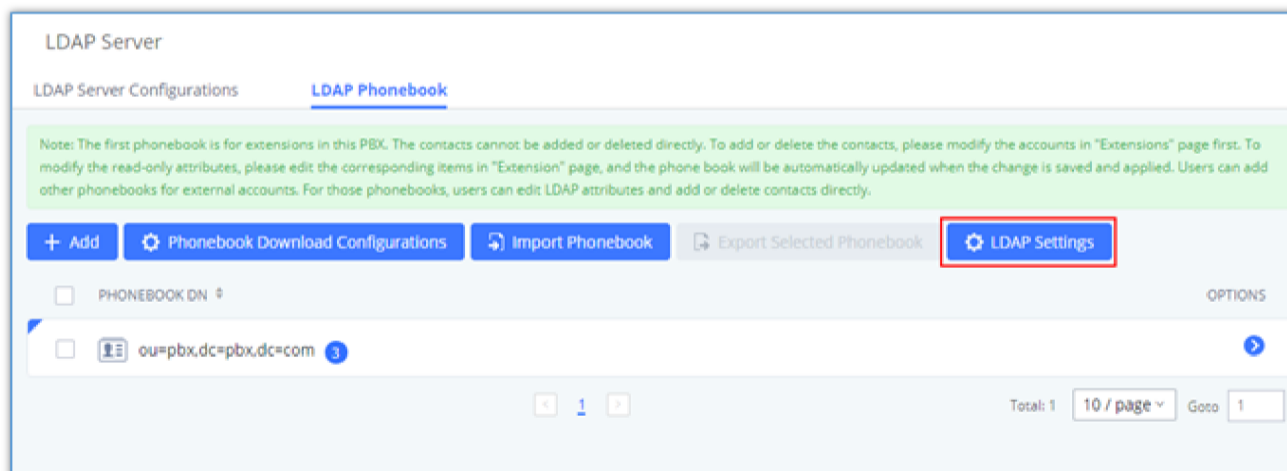 LDAP Server
LDAP Server Configurations LDAP Phonebook
Note: The first phonebook is for extensions in this PBX. The contacts cannot be added or deleted directly. To add or delete the contacts, please modify the accounts in "Extensions" page first. To
modify the read-only attributes, please edit the corresponding items in "Extension" page, and the phone book will be automatically updated when the change is saved and applied. Users can add
other phonebooks for external accounts. For those phonebooks, users can edit LDAP attributes and add or delete contacts directly.
+ Add Phonebook Download Configurations Import Phonebook Export Selected Phonebook LDAP Settings
PHONEBOOK DN OPTIONS
ou=pbx,dc=pbx,dc=com 3
< 1 > Total: 1 10 / page Goto 1